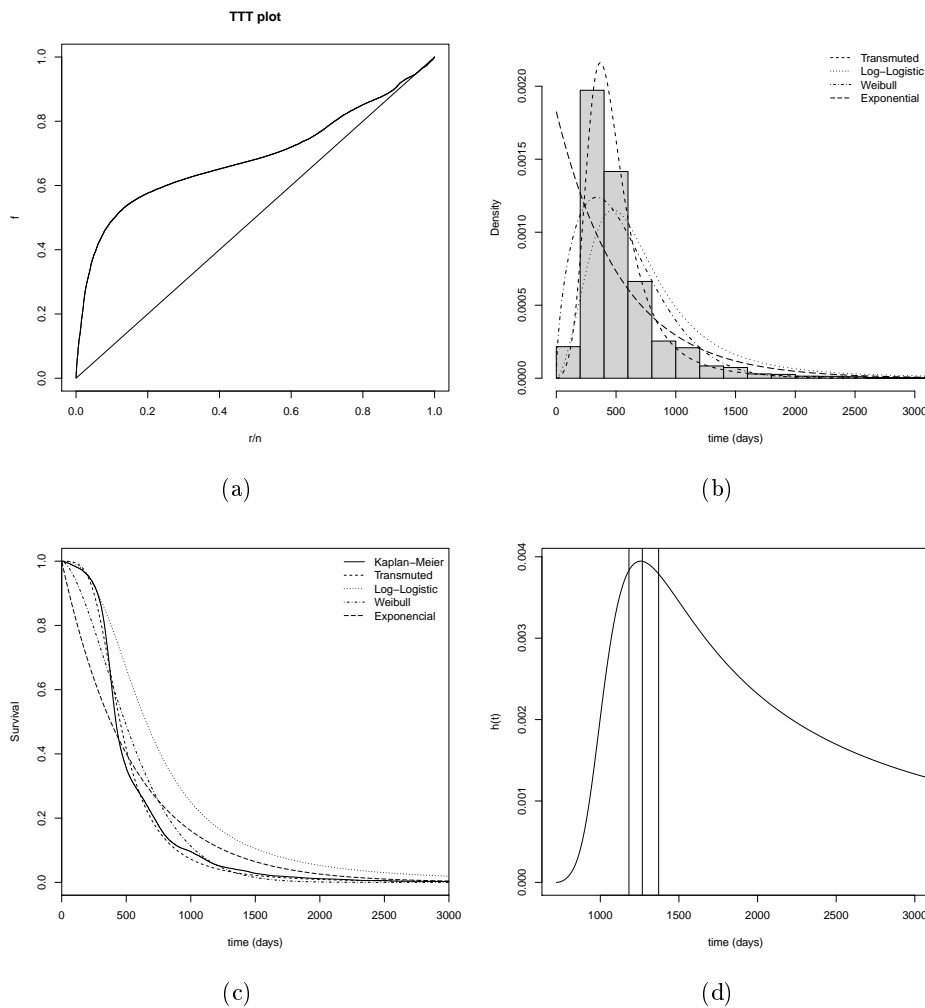 TTT plot
1.0
0.8
0.6
0.4
0.2
0.0
f
0.0 0.2 0.4 0.6 0.8 1.0
r/n
(a)
Transmuted
Log−Logistic
Weibull
Exponential
0.0020
0.0015
0.0010
0.0005
0.0000
Density
0 500 1000 1500 2000 2500 3000
time (days)
(b)
Kaplan−Meier
Transmuted
Log−Logistic
Weibull
Exponencial
1.0
0.8
0.6
0.4
0.2
0.0
Survival
0 500 1000 1500 2000 2500 3000
time (days)
(c)
0.004
0.003
0.002
0.001
0.000
h(t)
1000 1500 2000 2500 3000
time (days)
(d)